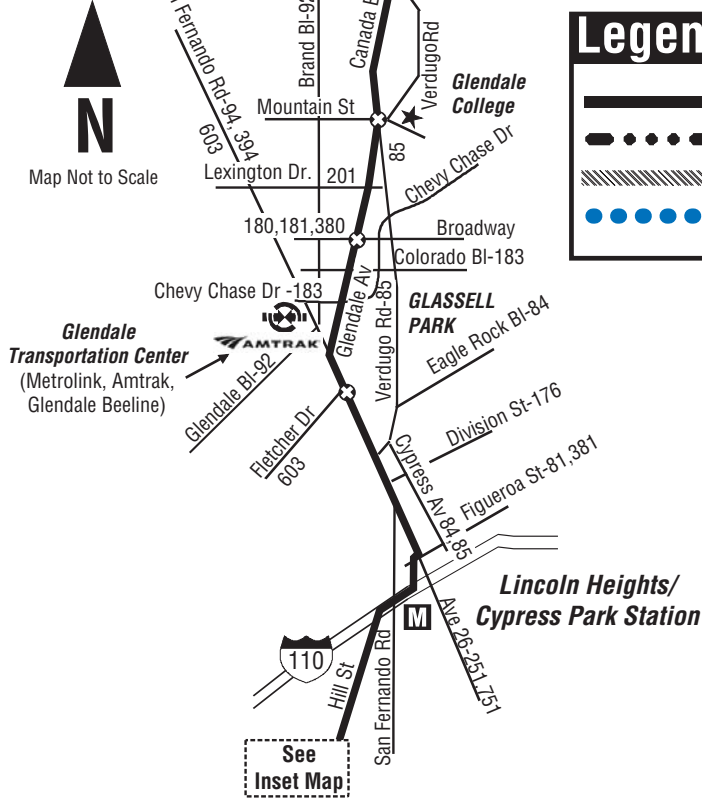 Fernando Rd-94, 394
603
Brand Bl-92
Canada B
VerdugoRd
Legen
N
Map Not to Scale
Glendale
College
Mountain St
85
Chevy Chase Dr
Lexington Dr.
201
180,181,380
Broadway
Colorado Bl-183
Chevy Chase Dr -183
Glendale Av
Verdugo Rd-85
GLASSELL
PARK
AMTRAK
Glendale
Transportation Center
(Metrolink, Amtrak,
Glendale Beeline)
Glendale Bl-92
Eagle Rock Bl-84
Fletcher Dr
603
Division St-176
Cypress Av 84,85
Figueroa St-81,381
Lincoln Heights/
Cypress Park Station
M
Ave 26-251,751
110
Hill St
San Fernando Rd
See
Inset Map